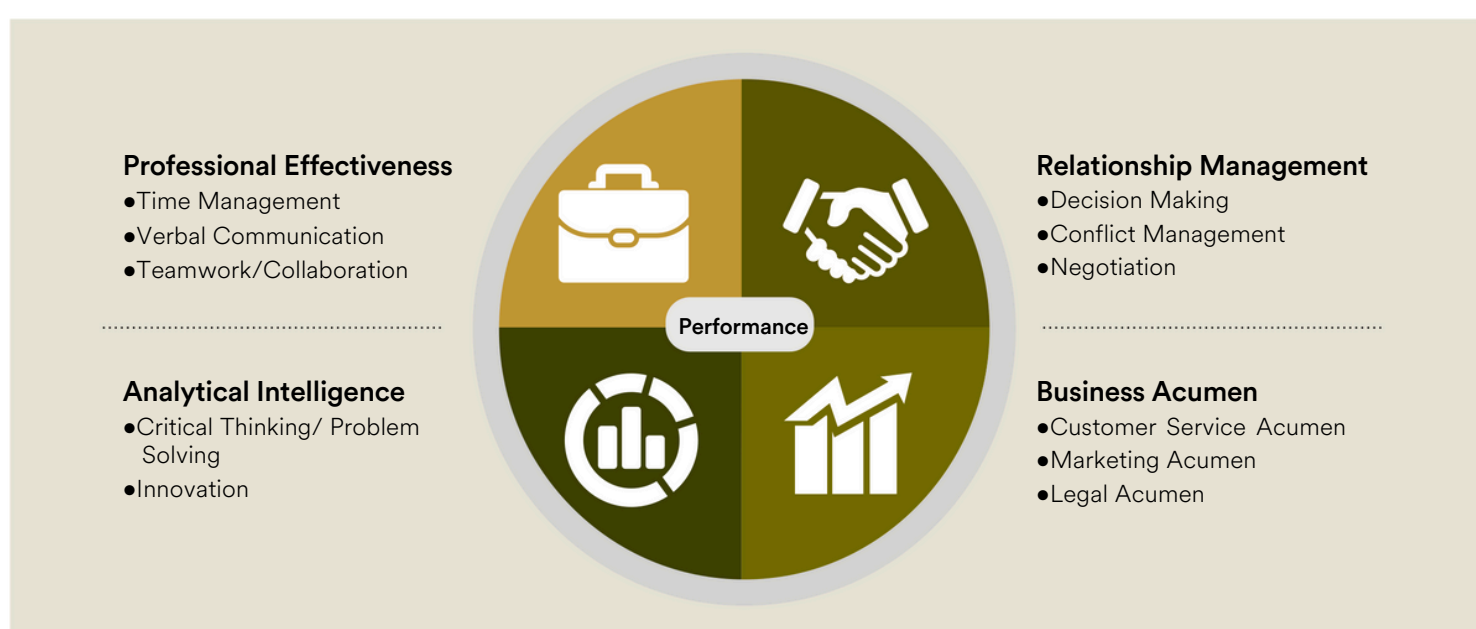 Professional Effectiveness
●Time Management
●Verbal Communication
●Teamwork/Collaboration
Analytical Intelligence
●Critical Thinking/ Problem
Solving
●Innovation
Performance
Relationship Management
●Decision Making
●Conflict Management
●Negotiation
Business Acumen
●Customer Service Acumen
●Marketing Acumen
●Legal Acumen